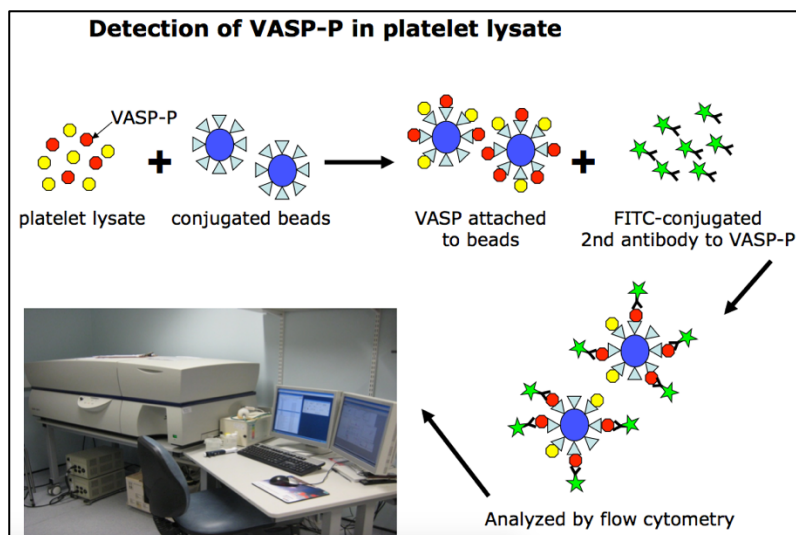 Detection of VASP-P in platelet lysate
VASP-P
platelet lysate
conjugated beads
VASP attached
to beads
FITC-conjugated
2nd antibody to VASP-P
Analyzed by flow cytometry